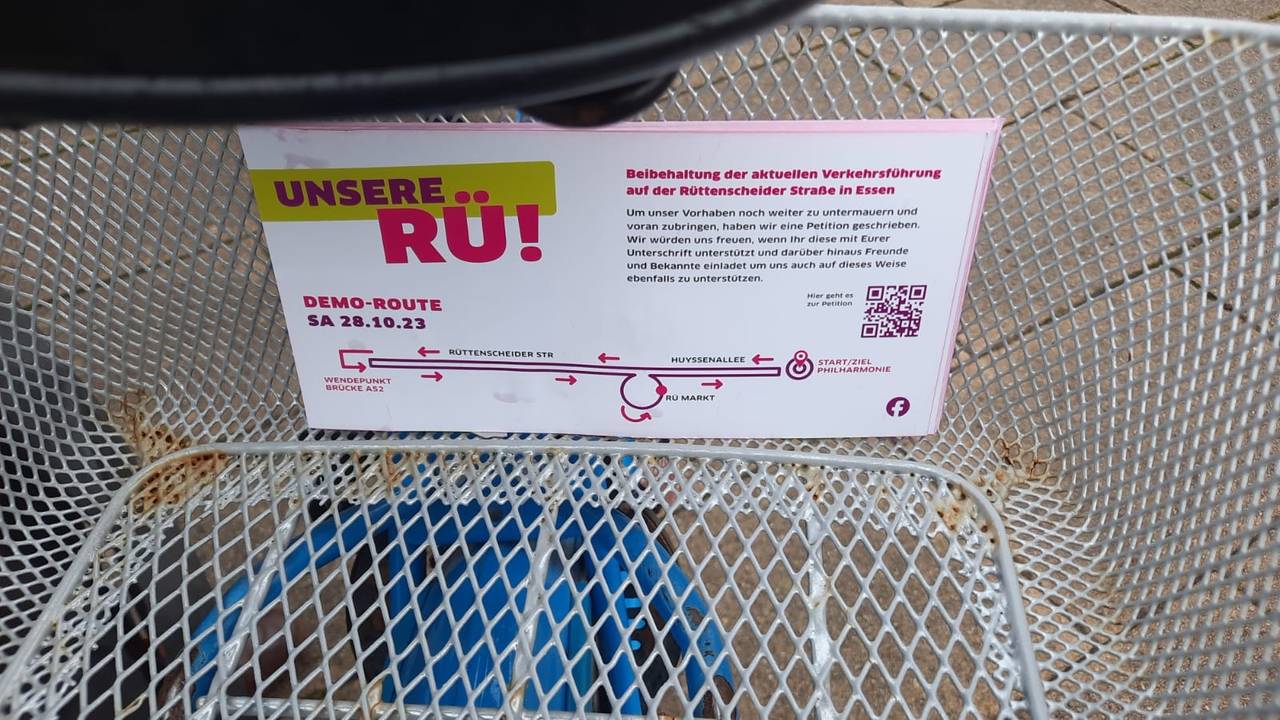 UNSERE
RÜ!
DEMO-ROUTE
SA 28.10.23
Beibehaltung der aktuellen Verkehrsführung
auf der Rüttenscheider Straße in Essen
Um unser Vorhaben noch weiter zu untermauern und
voran zubringen, haben wir eine Petition geschrieben.
Wir würden uns freuen, wenn Ihr diese mit Eurer
Unterschrift unterstützt und darüber hinaus Freunde
und Bekannte einladet um uns auch auf dieses Weise
ebenfalls zu unterstützen.
Hier geht es
zur Petition
RÜTTENSCHEIDER STR
HUYSSENALLEE
START/ZIEL
PHILHARMONIE
WENDEPUNKT
BRÜCKE A52
RÜ MARKT